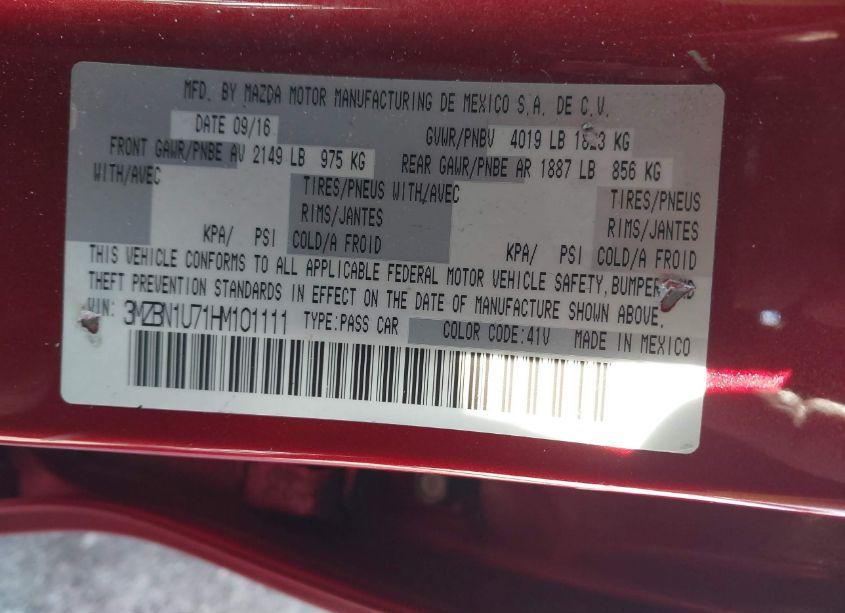 MFD. BY MAZDA MOTOR MANUFACTURING DE MEXICO S.A. DE C.V.
DATE 09/16 GVWR/PNBV 4019 LB KG
FRONT GAWR/PNBE AV 2149 LB 975 KG REAR GAWR/PNBE AR 1887 LB 856 KG
WITH/AVEC TIRES/PNEUS WITH/AVEC TIRES/PNEUS
RIMS/JANTES RIMS/JANTES
KPA/ PSI COLD/A FROID KPA/ PSI COLD/A FROID
THIS VEHICLE CONFORMS TO ALL APPLICABLE FEDERAL MOTOR VEHICLE SAFETY, BUMPER,
THEFT PREVENTION STANDARDS IN EFFECT ON THE DATE OF MANUFACTURE SHOWN ABOVE.
VIN: 3MZBN1U71HM101111 TYPE:PASS CAR COLOR CODE:41V MADE IN MEXICO